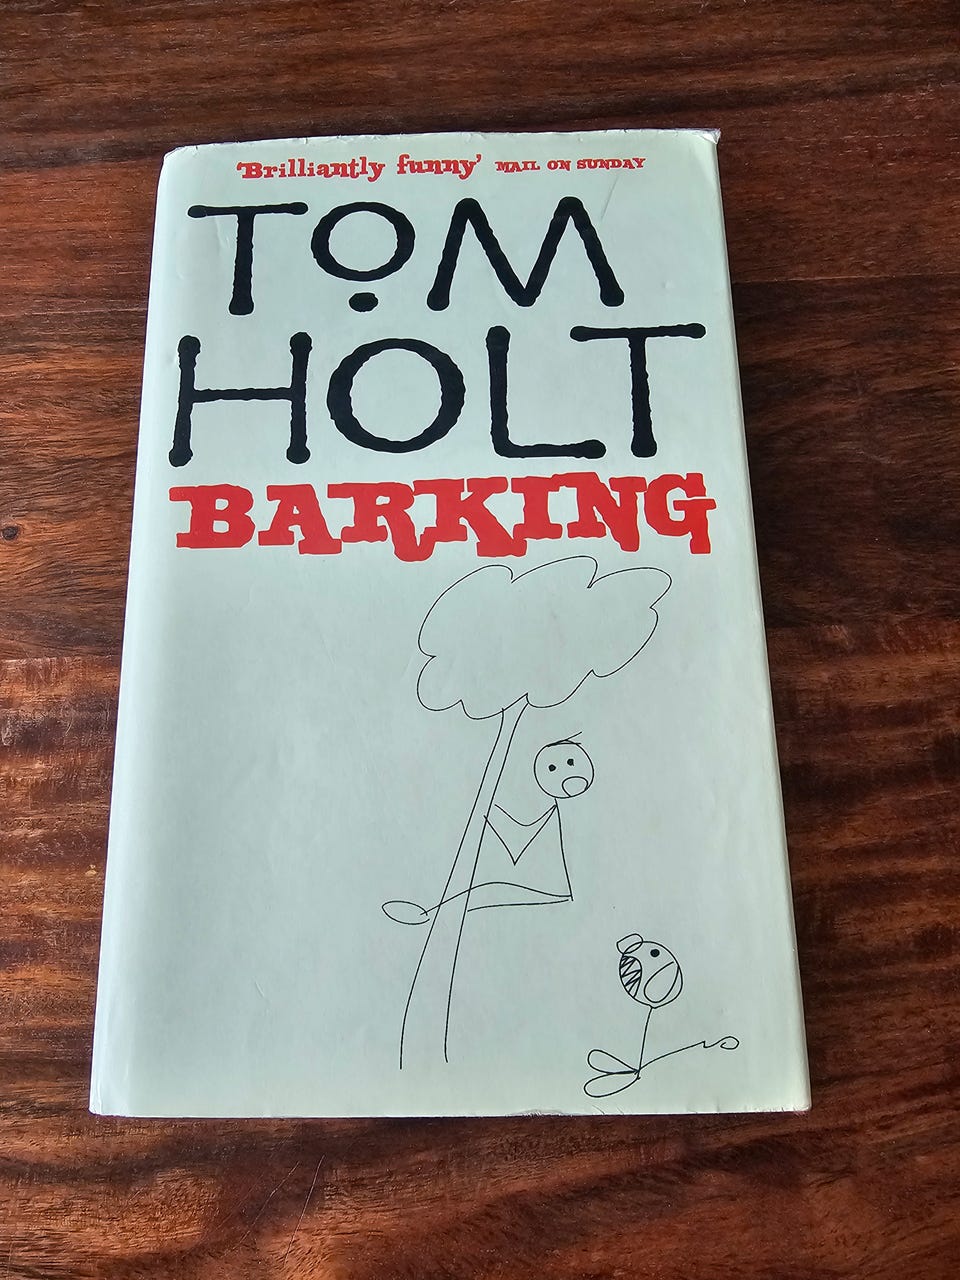 'Brilliantly funny' MAIL ON SUNDAY
TOM
HOLT
BARKING